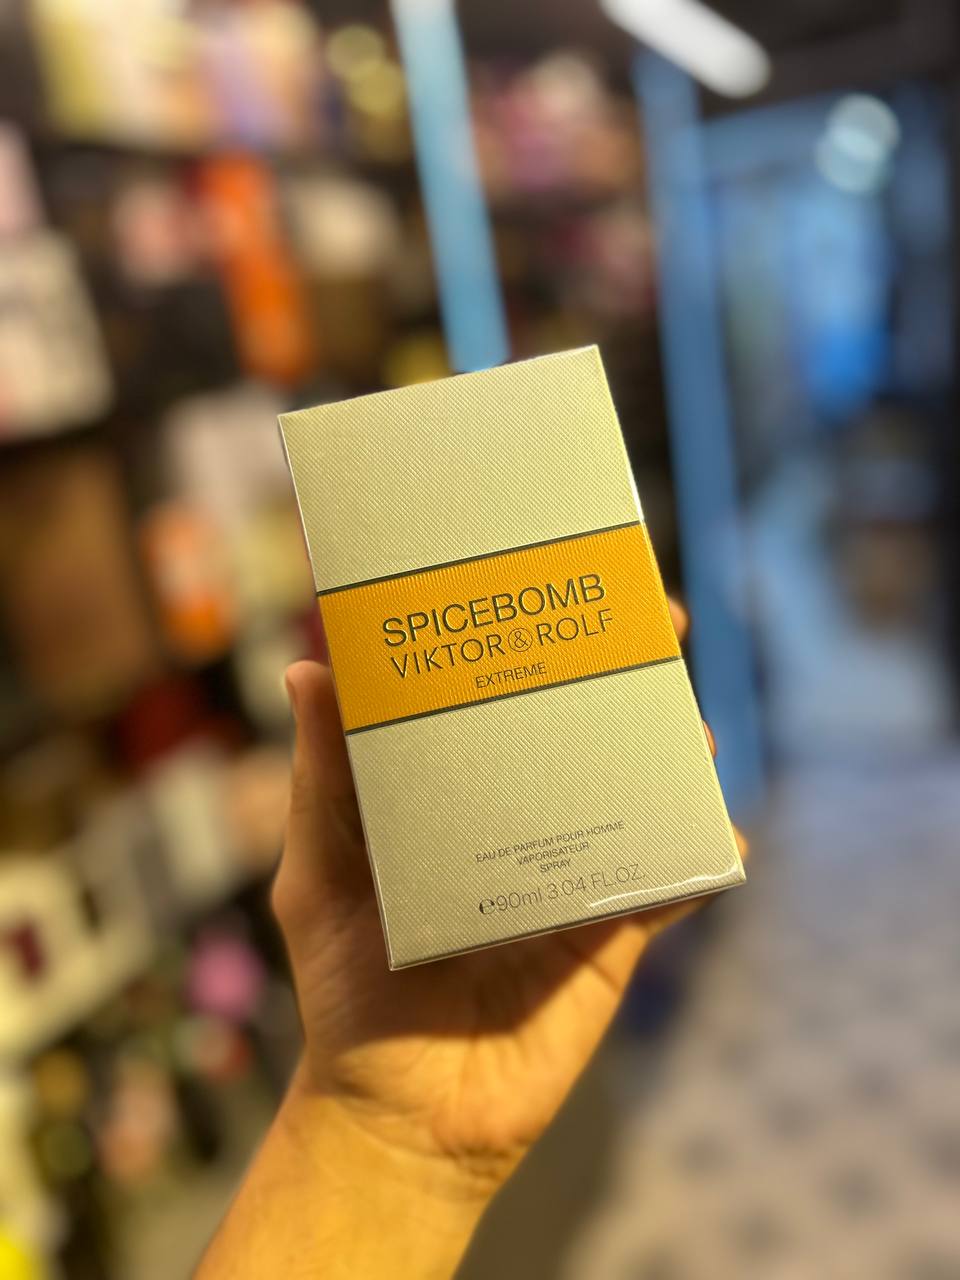 SPICEBOMB
VIKTOR&ROLF
EXTREME
EAU DE PARFUM POUR HOMME
VAPORISATEUR
SPRAY
℮90ml 3.04 FL.OZ.